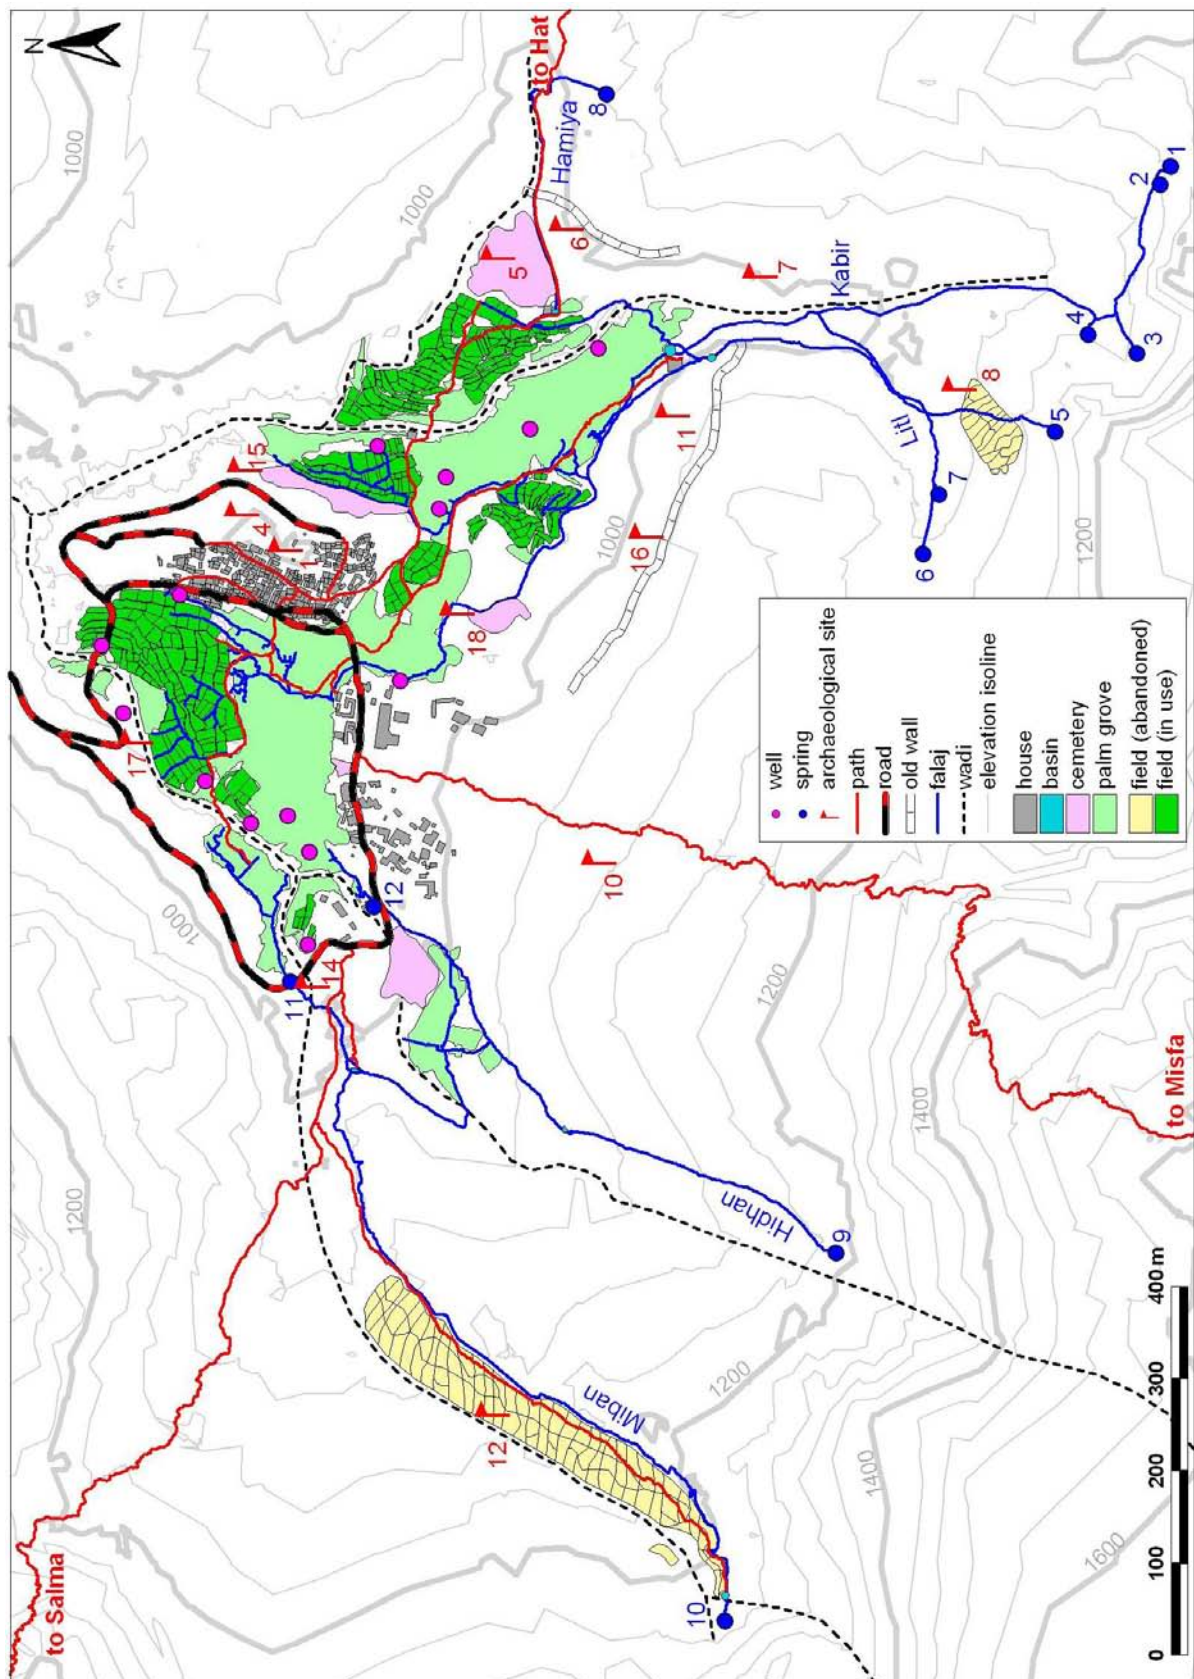 N
to Salma
1200
1000
17
1000
15
4
11
1
14
12
1000
18
12
5
to Hat
Hamiya
6
8
1000
10
Miban
16
11
10
1200
Hidhan
1200
7
Kabir
9
1400
Litl
1400
6
7
8
5
4
1200
1600
2
3
1
well
spring
archaeological site
path
road
old wall
falaj
wadi
elevation isoline
house
basin
cemetery
palm grove
field (abandoned)
field (in use)
0 100 200 300 400 m
to Misfa